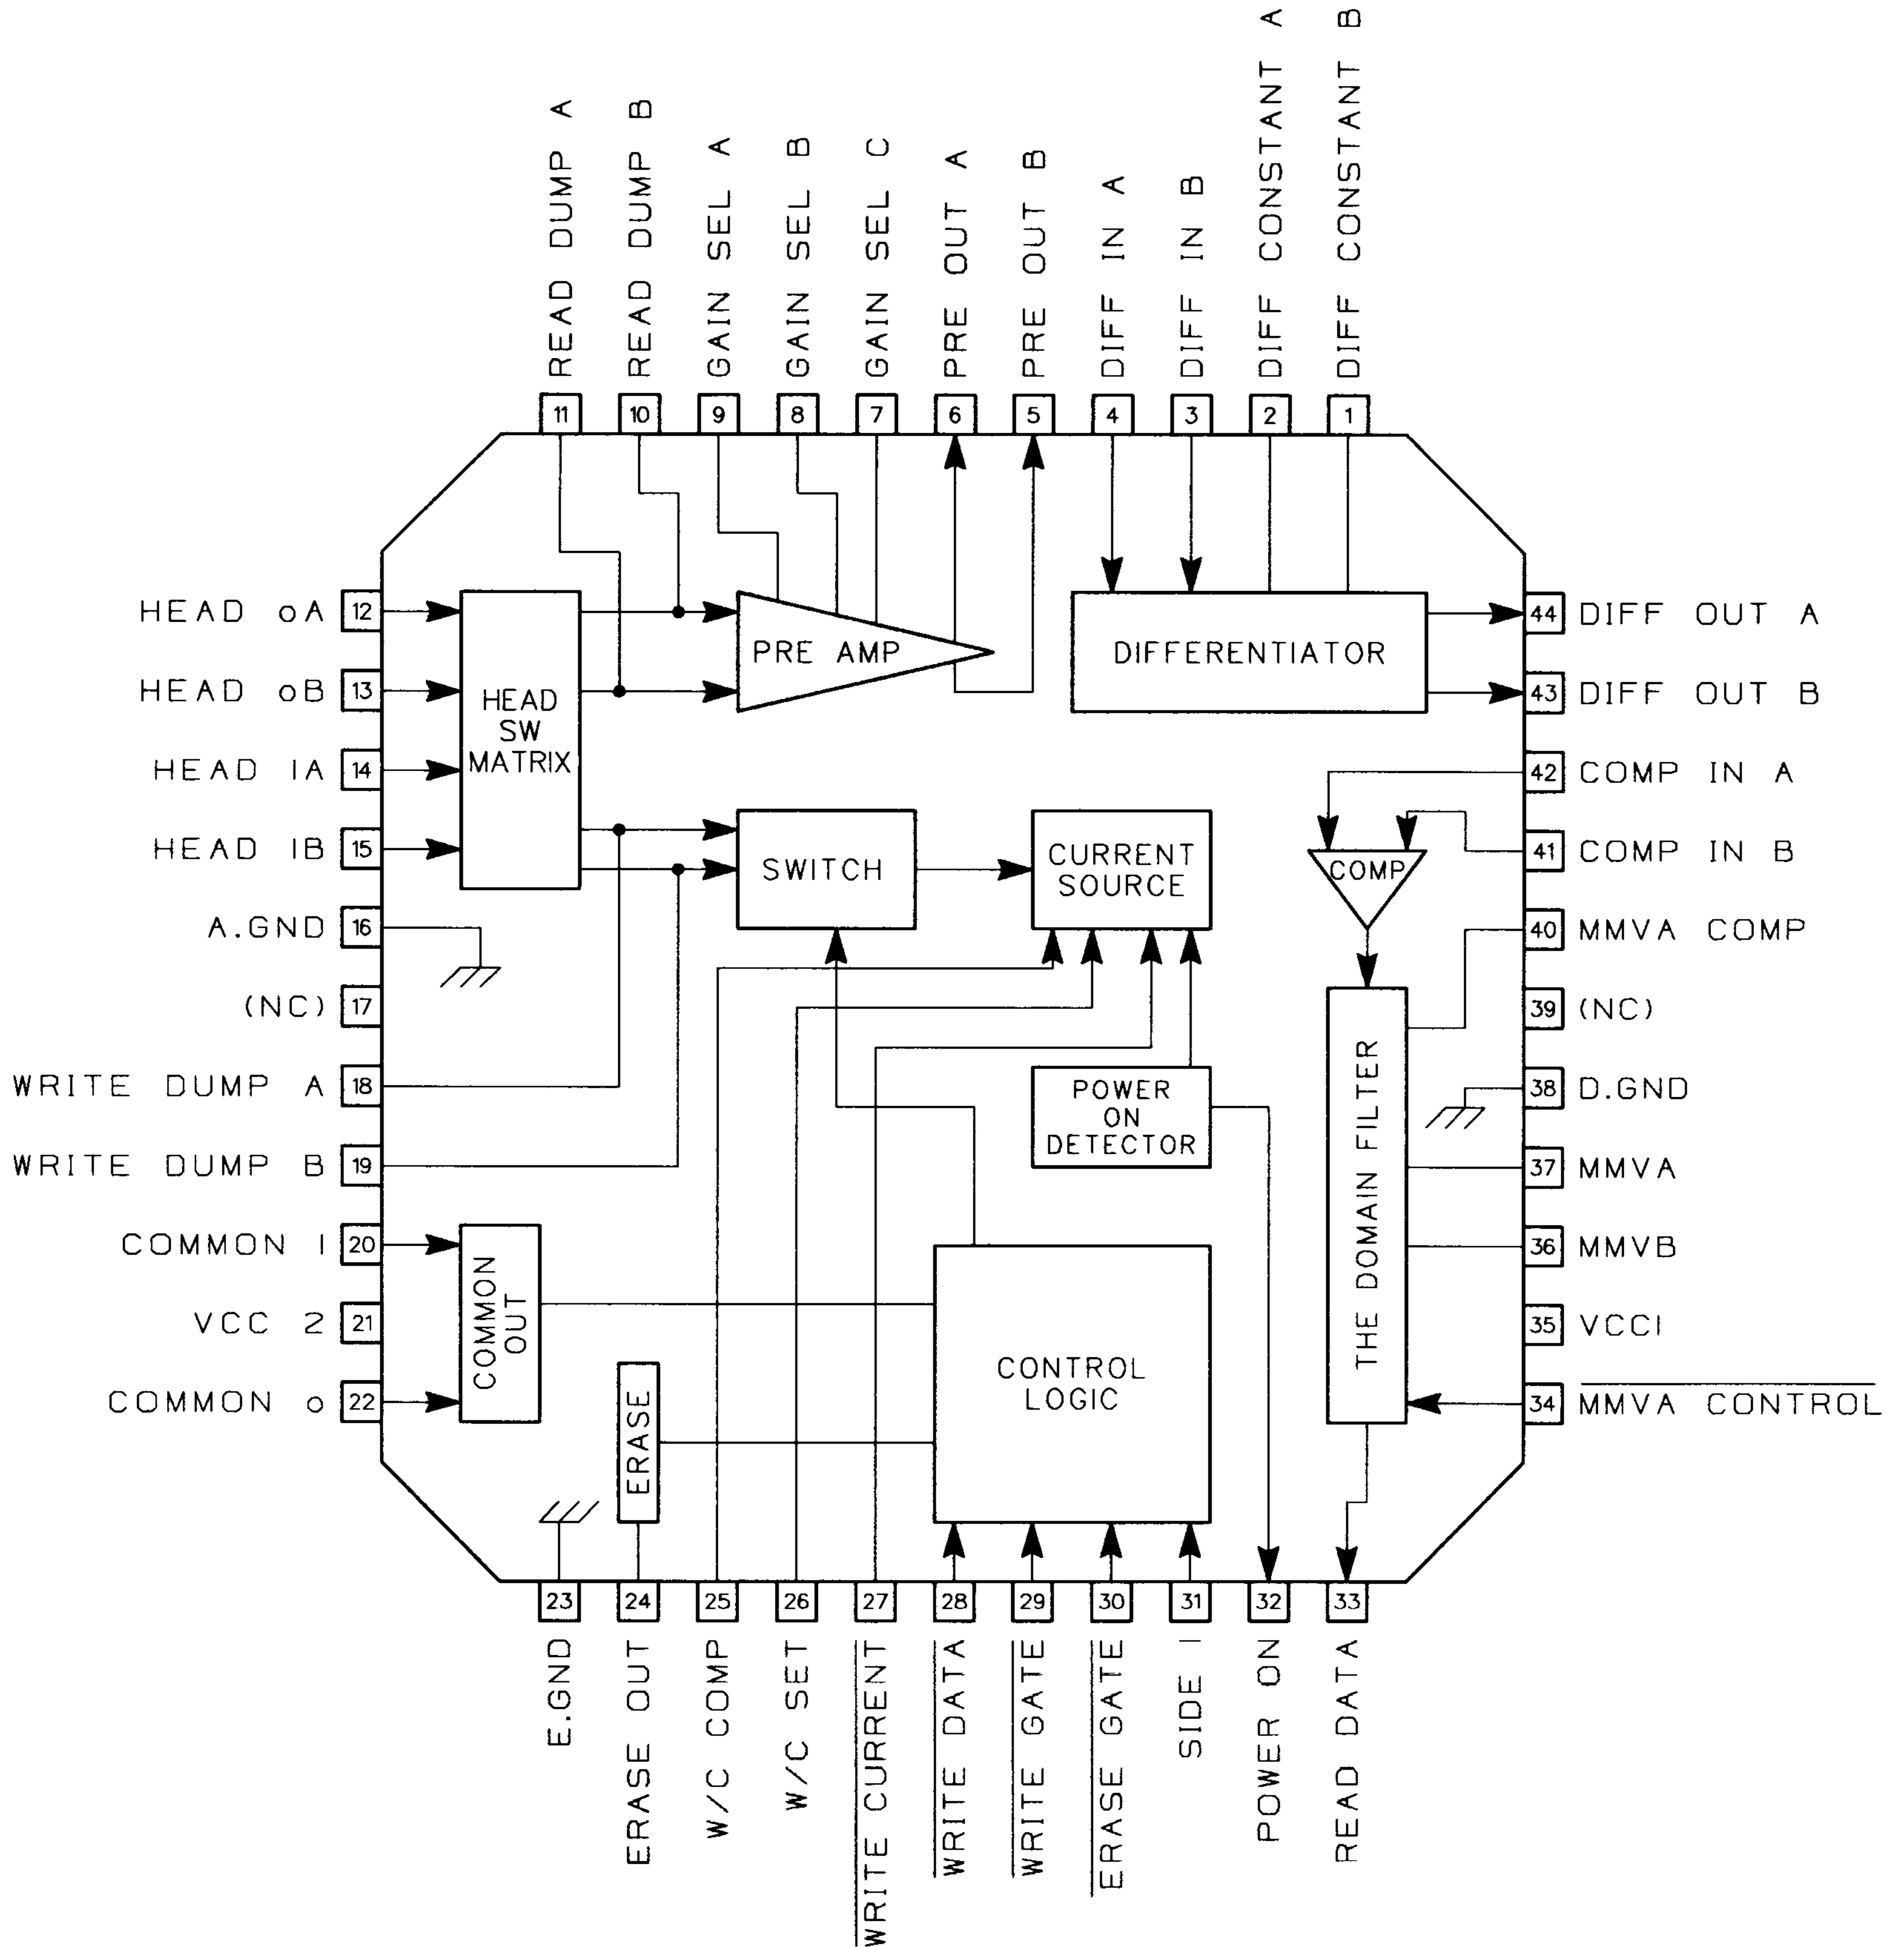 READ DUMP A
READ DUMP B
GAIN SEL A
GAIN SEL B
GAIN SEL C
PRE OUT A
PRE OUT B
DIFF IN A
DIFF IN B
DIFF CONSTANT A
DIFF CONSTANT B
11
10
9
8
7
6
5
4
3
2
1
HEAD oA
12
HEAD oB
13
HEAD 1A
14
HEAD 1B
15
A.GND
16
(NC)
17
WRITE DUMP A
18
WRITE DUMP B
19
COMMON 1
20
VCC 2
21
COMMON o
22
HEAD
SW
MATRIX
PRE AMP
DIFFERENTIATOR
SWITCH
CURRENT
SOURCE
COMP
POWER
ON
DETECTOR
THE DOMAIN FILTER
COMMON
OUT
ERASE
CONTROL
LOGIC
44
DIFF OUT A
43
DIFF OUT B
42
COMP IN A
41
COMP IN B
40
MMVA COMP
39
(NC)
38
D.GND
37
MMVA
36
MMVB
35
VCC1
34
MMVA CONTROL
23
24
25
26
27
28
29
30
31
32
33
E.GND
ERASE OUT
W/C COMP
W/C SET
WRITE CURRENT
WRITE DATA
WRITE GATE
ERASE GATE
SIDE 1
POWER ON
READ DATA